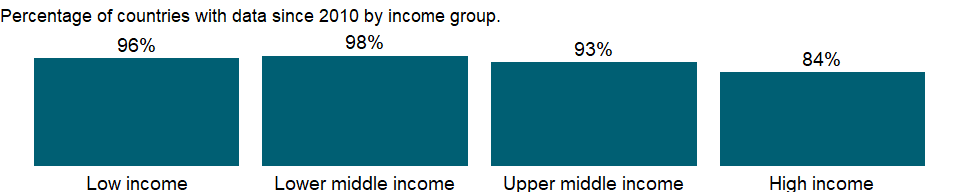 Percentage of countries with data since 2010 by income group.
96%
98%
93%
84%
Low income
Lower middle income
Upper middle income
High income